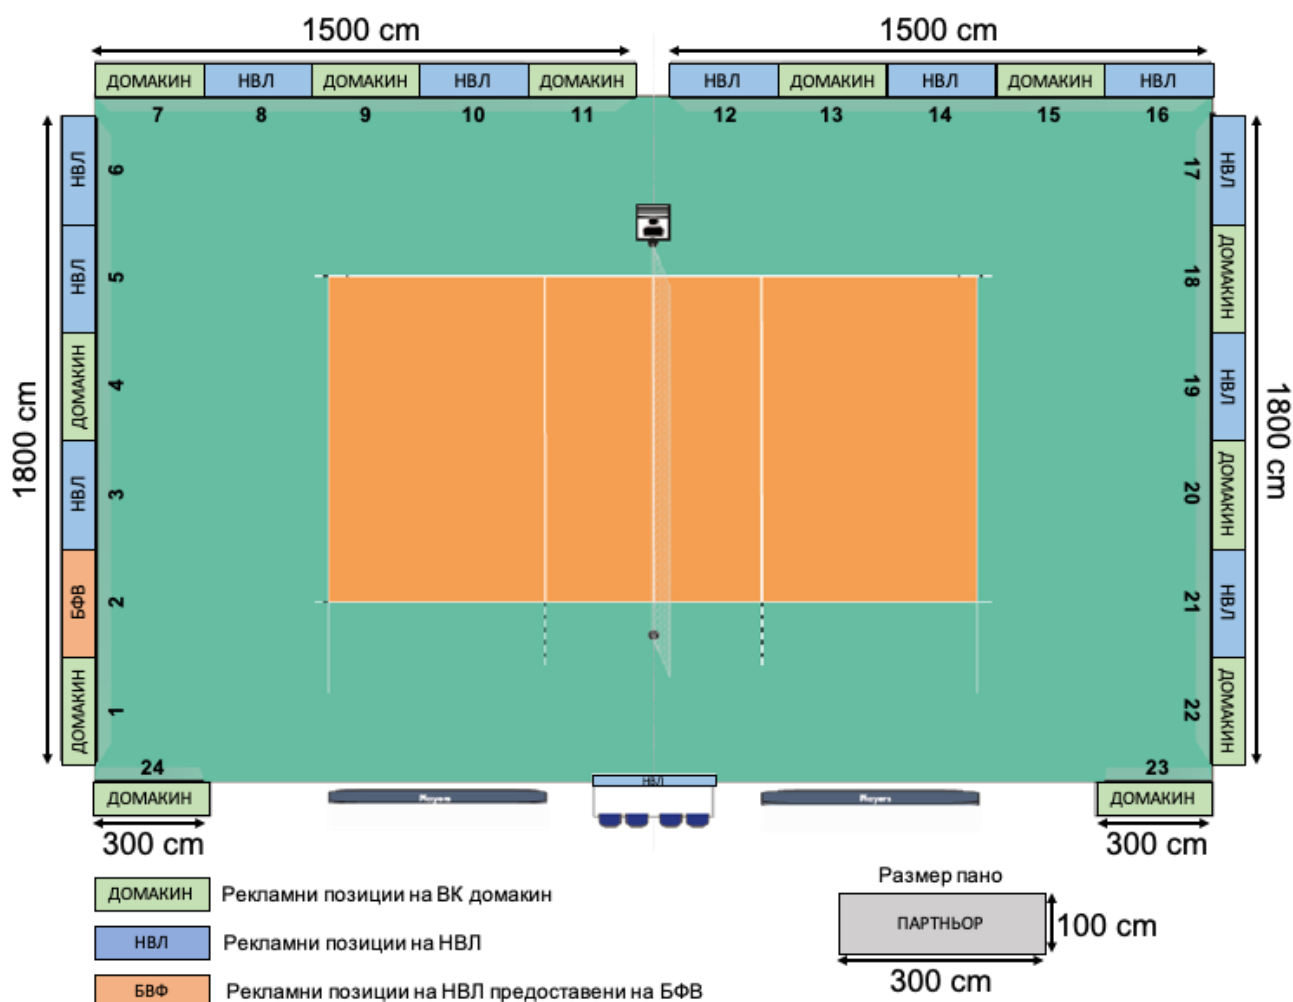 1500 cm 1500 cm
ДОМАКИН НВЛ ДОМАКИН НВЛ ДОМАКИН НВЛ ДОМАКИН НВЛ ДОМАКИН НВЛ
7 8 9 10 11 12 13 14 15 16
1800 cm
НВЛ 6
НВЛ 5
ДОМАКИН 4
НВЛ 3
БФВ 2
ДОМАКИН 1
17 НВЛ
18 ДОМАКИН
19 НВЛ
20 ДОМАКИН
21 НВЛ
22 ДОМАКИН
1800 cm
24 23
ДОМАКИН Players НВЛ Players ДОМАКИН
300 cm 300 cm
ДОМАКИН Рекламни позиции на ВК домакин
НВЛ Рекламни позиции на НВЛ
БВФ Рекламни позиции на НВЛ предоставени на БФВ
Размер пано
ПАРТНЬОР 100 cm
300 cm